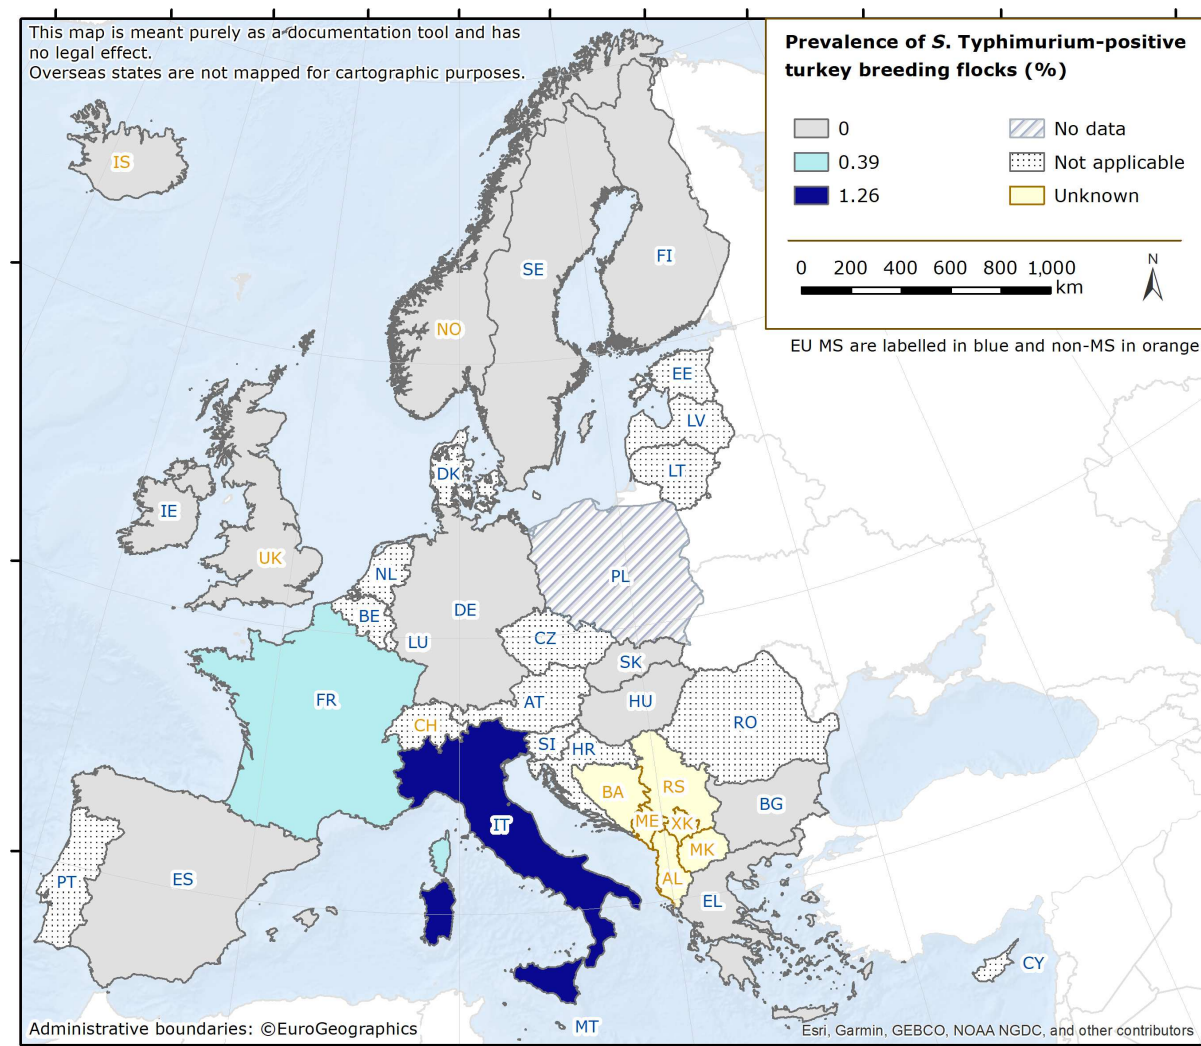 This map is meant purely as a documentation tool and has
no legal effect.
Overseas states are not mapped for cartographic purposes.
Prevalence of S. Typhimurium-positive
turkey breeding flocks (%)
0
No data
0.39
Not applicable
1.26
Unknown
0 200 400 600 800 1,000
km
N
EU MS are labelled in blue and non-MS in orange
IS
FI
SE
NO
EE
LV
LT
DK
IE
UK
NL
PL
DE
BE
CZ
LU
SK
FR
AT
HU
RO
CH
SI
HR
RS
BA
BG
ME
XK
IT
MK
ES
PT
AL
EL
CY
MT
Administrative boundaries: ©EuroGeographics
Esri, Garmin, GEBCO, NOAA NGDC, and other contributors